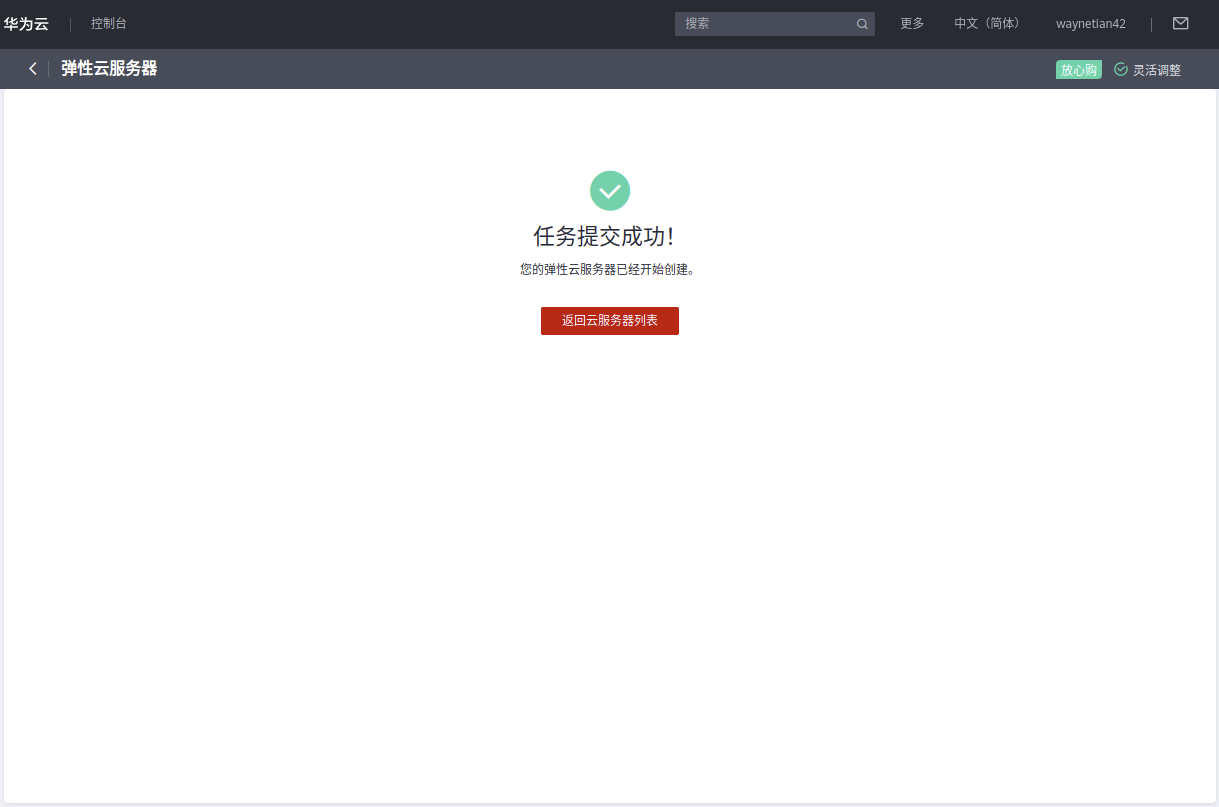 华为云 控制台 搜索 更多 中文（简体） waynetian42
弹性云服务器 放心购 灵活调整
任务提交成功！
您的弹性云服务器已经开始创建。
返回云服务器列表